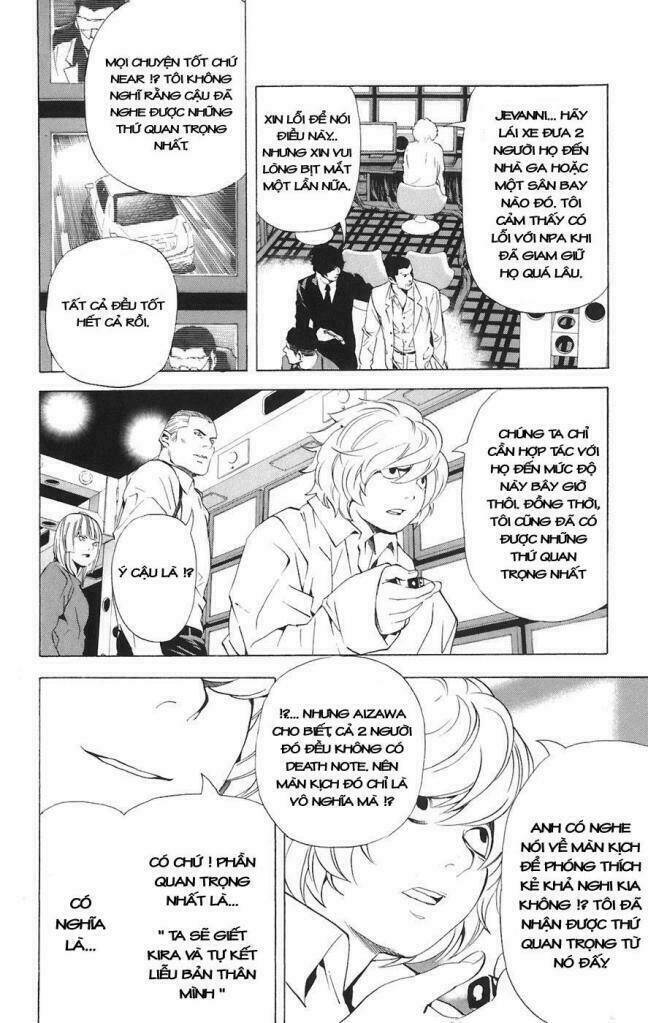 JEVANNI... HÃY
LÁI XE ĐƯA 2
NGƯỜI HỌ ĐẾN
NHÀ GA HOẶC
MỘT SÂN BAY
NÀO ĐÓ. TÔI
CẢM THẤY CÓ
LỖI VỚI NPA KHI
ĐÃ GIAM GIỮ
HỌ QUÁ LÂU.
XIN LỖI ĐỂ NÓI
ĐIỀU NÀY..
NHƯNG XIN VUI
LÒNG BỊT MẮT
MỘT LẦN NỮA.
MỌI CHUYỆN TỐT CHỨ
NEAR !? TÔI KHÔNG
NGHĨ RẰNG CẬU ĐÃ
NGHE ĐƯỢC NHỮNG
THỨ QUAN TRỌNG
NHẤT.
TẤT CẢ ĐỀU TỐT
HẾT CẢ RỒI.
CHÚNG TA CHỈ
CẦN HỢP TÁC VỚI
HỌ ĐẾN MỨC ĐỘ
NÀY BÂY GIỜ
THÔI. ĐỒNG THỜI,
TÔI CŨNG ĐÃ CÓ
ĐƯỢC NHỮNG
THỨ QUAN
TRỌNG NHẤT
Ý CẬU LÀ !?
ANH CÓ NGHE
NÓI VỀ MÀN KỊCH
ĐỂ PHÓNG THÍCH
KẺ KHẢ NGHI KIA
KHÔNG !? TÔI ĐÃ
NHẬN ĐƯỢC THỨ
QUAN TRỌNG TỪ
NÓ ĐẤY.
!?... NHƯNG AIZAWA
CHO BIẾT, CẢ 2 NGƯỜI
ĐÓ ĐỀU KHÔNG CÓ
DEATH NOTE. NÊN
MÀN KỊCH ĐÓ CHỈ LÀ
VÔ NGHĨA MÀ !?
CÓ CHỨ ! PHẦN
QUAN TRỌNG
NHẤT LÀ...
" TA SẼ GIẾT
KIRA VÀ TỰ KẾT
LIỄU BẢN THÂN
MÌNH "
CÓ
NGHĨA
LÀ...